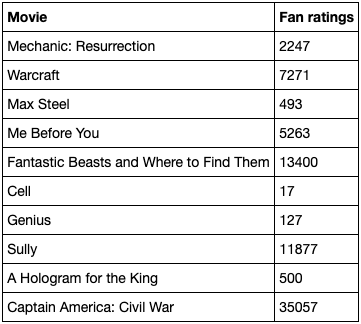 Movie Fan ratings
Mechanic: Resurrection 2247
Warcraft 7271
Max Steel 493
Me Before You 5263
Fantastic Beasts and Where to Find Them 13400
Cell 17
Genius 127
Sully 11877
A Hologram for the King 500
Captain America: Civil War 35057